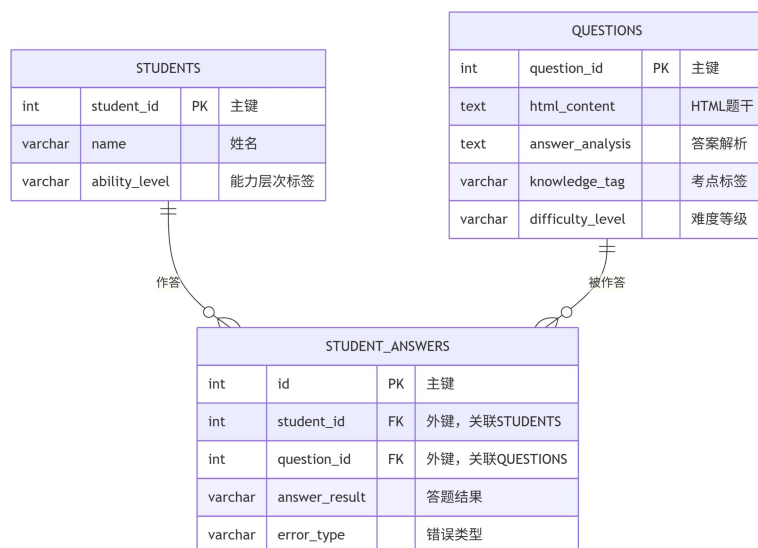 STUDENTS
int student_id PK 主键
varchar name 姓名
varchar ability_level 能力层次标签
QUESTIONS
int question_id PK 主键
text html_content HTML题干
text answer_analysis 答案解析
varchar knowledge_tag 考点标签
varchar difficulty_level 难度等级
作答
被作答
STUDENT_ANSWERS
int id PK 主键
int student_id FK 外键，关联STUDENTS
int question_id FK 外键，关联QUESTIONS
varchar answer_result 答题结果
varchar error_type 错误类型